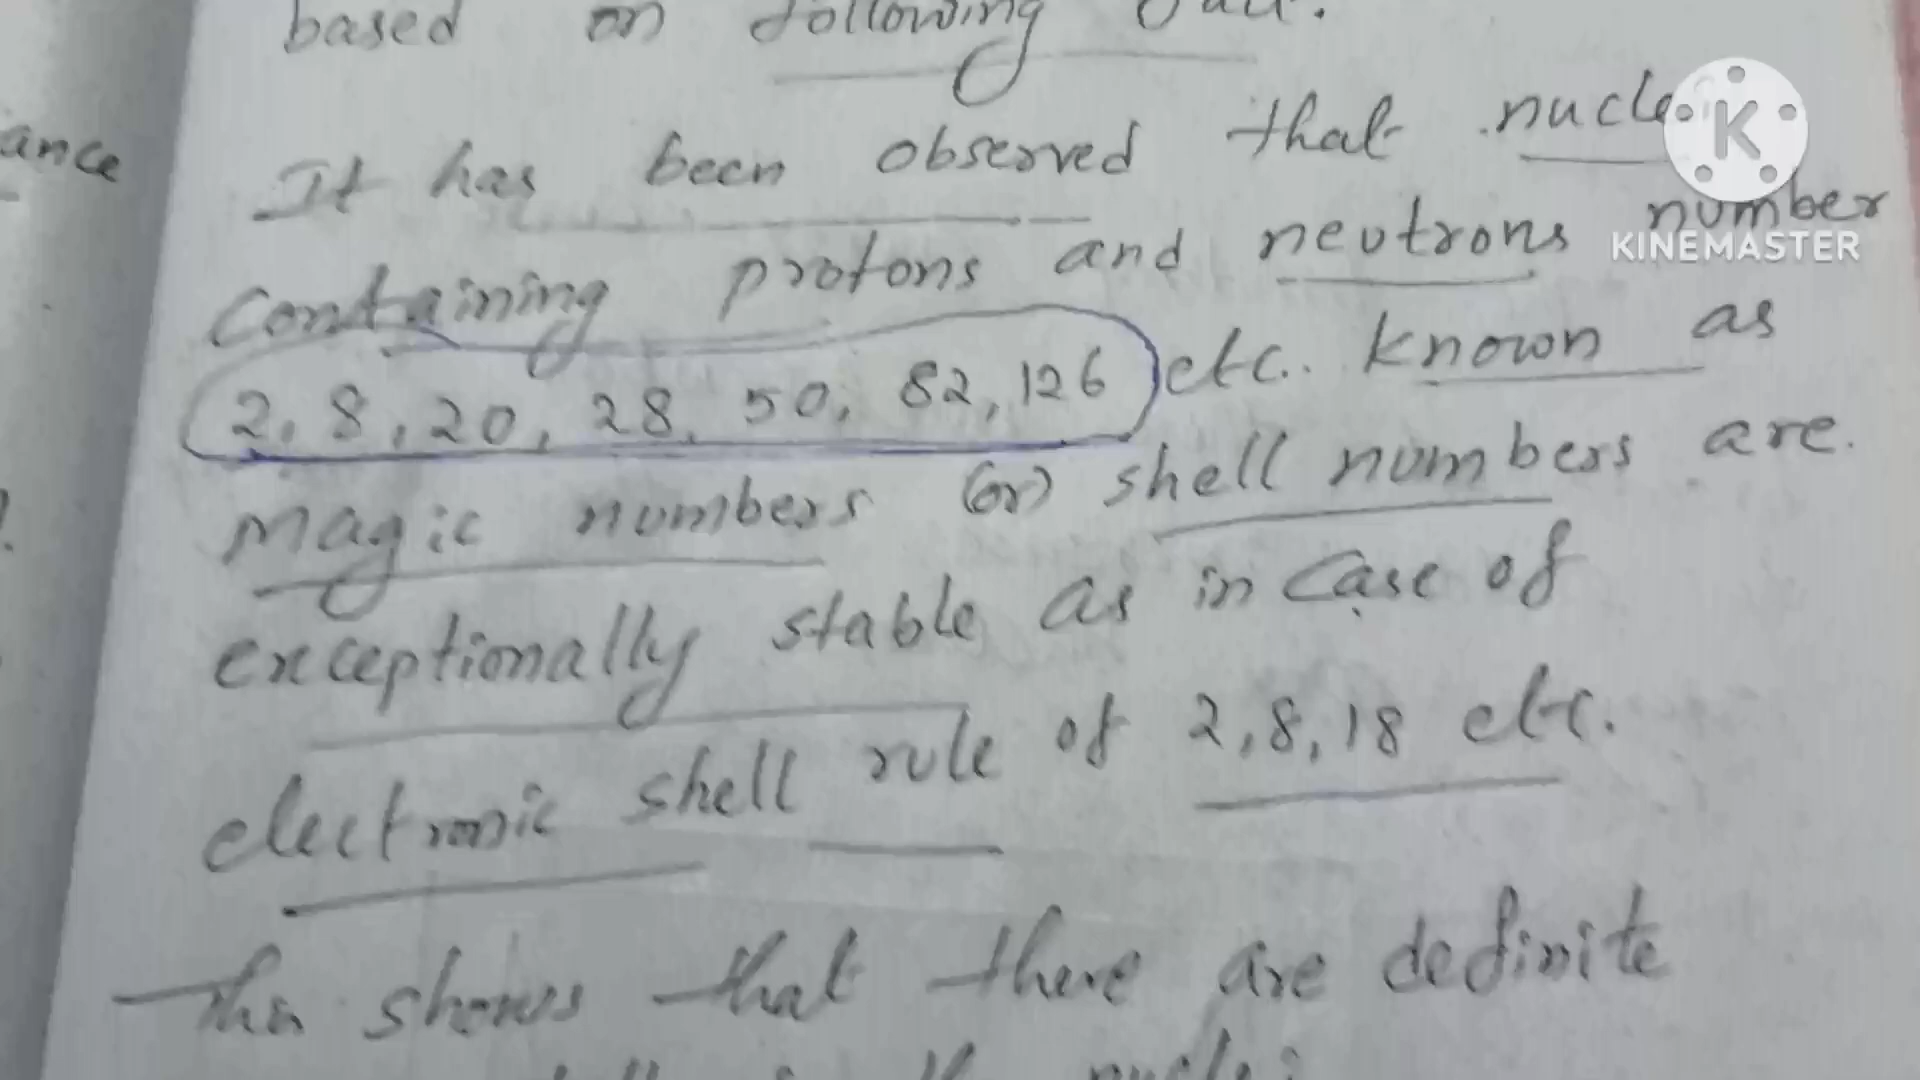 based on following
ance
It has been observed that nuclei
containing protons and neutrons number
2, 8, 20, 28, 50, 82, 126 etc. known as
magic numbers (or) shell numbers are.
exceptionally stable as in case of
electronic shell rule of 2,8,18 etc.
This shows that there are definite
K
KINEMASTER